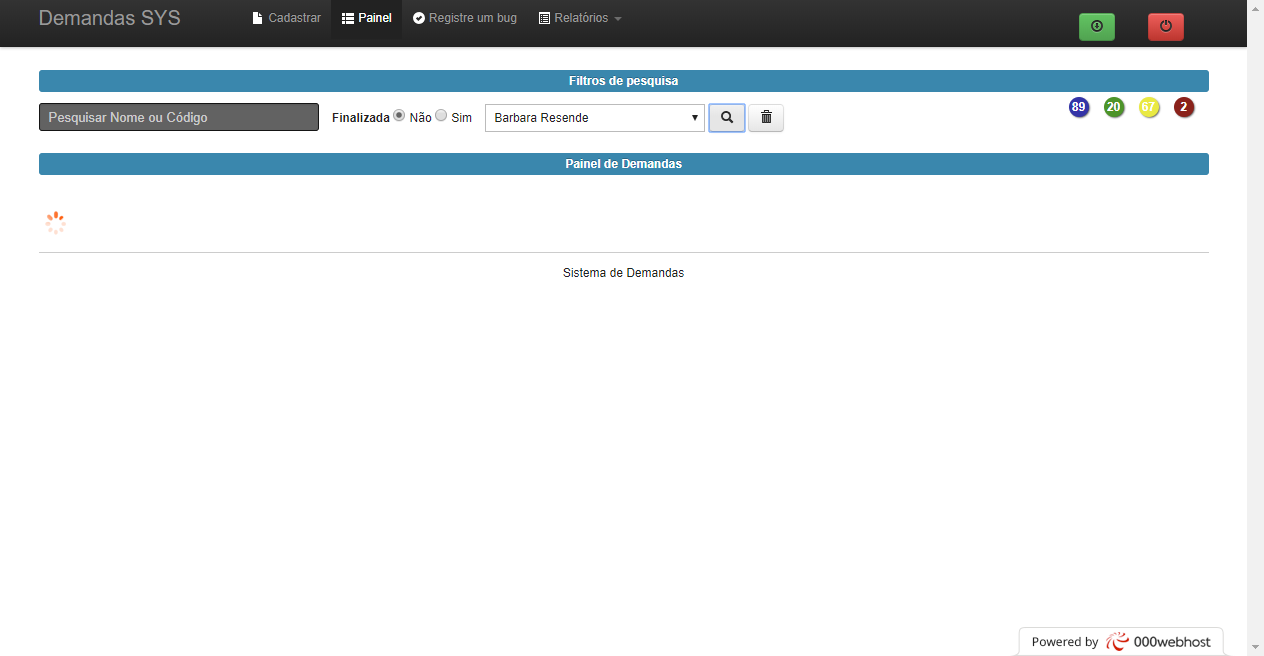 Demandas SYS
Cadastrar
Painel
Registre um bug
Relatórios
Filtros de pesquisa
Pesquisar Nome ou Código
Finalizada Não Sim
Barbara Resende
89 20 67 2
Painel de Demandas
Sistema de Demandas
Powered by 000webhost